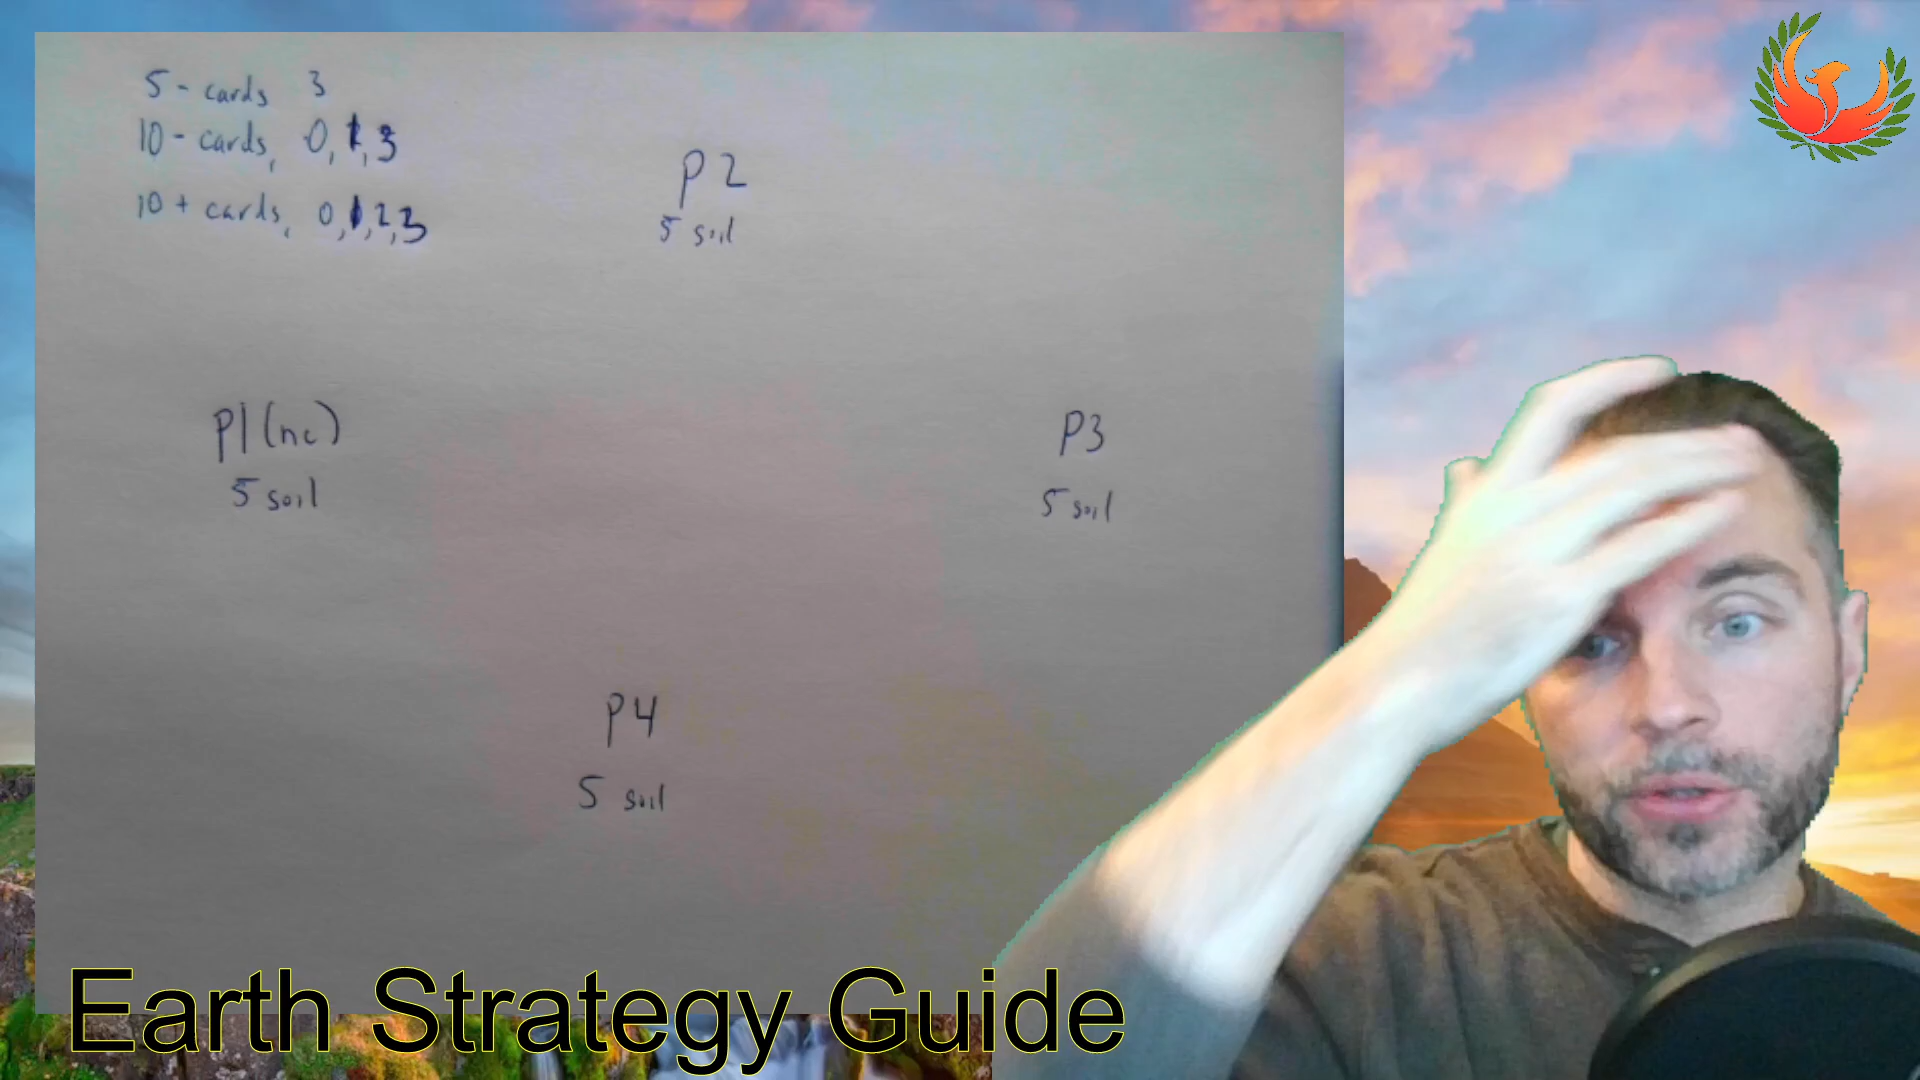 5 - cards 3
10 - cards, 0, 1, 3
10 + cards, 0, 1, 2, 3
P2
5 soil
P1 (nc)
5 soil
P3
5 soil
P4
5 soil
Earth Strategy Guide